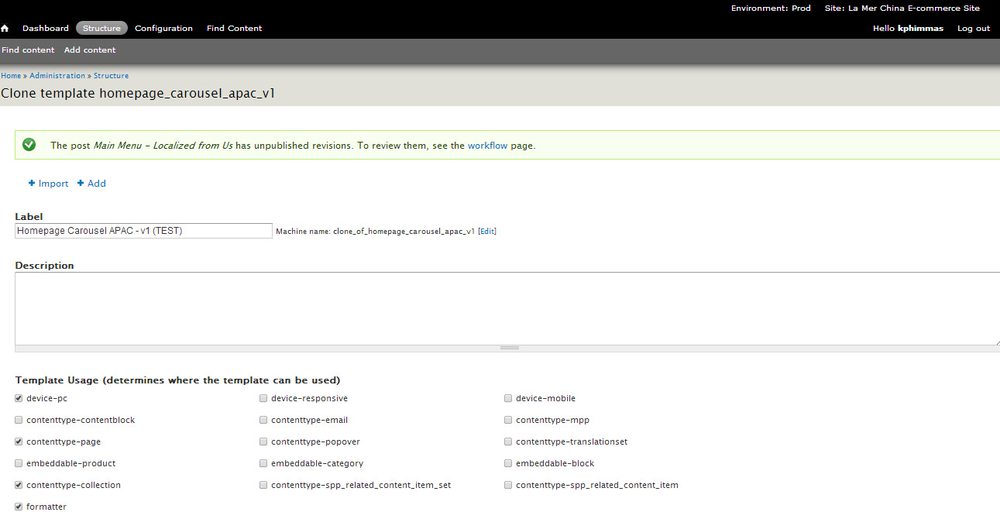 Environment: Prod Site: La Mer China E-commerce Site
Dashboard Structure Configuration Find Content Hello kphimmas Log out
Find content Add content
Home » Administration » Structure
Clone template homepage_carousel_apac_v1
The post Main Menu - Localized from Us has unpublished revisions. To review them, see the workflow page.
+ Import + Add
Label
Homepage Carousel APAC - v1 (TEST) Machine name: clone_of_homepage_carousel_apac_v1 [Edit]
Description
Template Usage (determines where the template can be used)
device-pc device-responsive device-mobile
contenttype-contentblock contenttype-email contenttype-mpp
contenttype-page contenttype-popover contenttype-translationset
embeddable-product embeddable-category embeddable-block
contenttype-collection contenttype-spp_related_content_item_set contenttype-spp_related_content_item
formatter